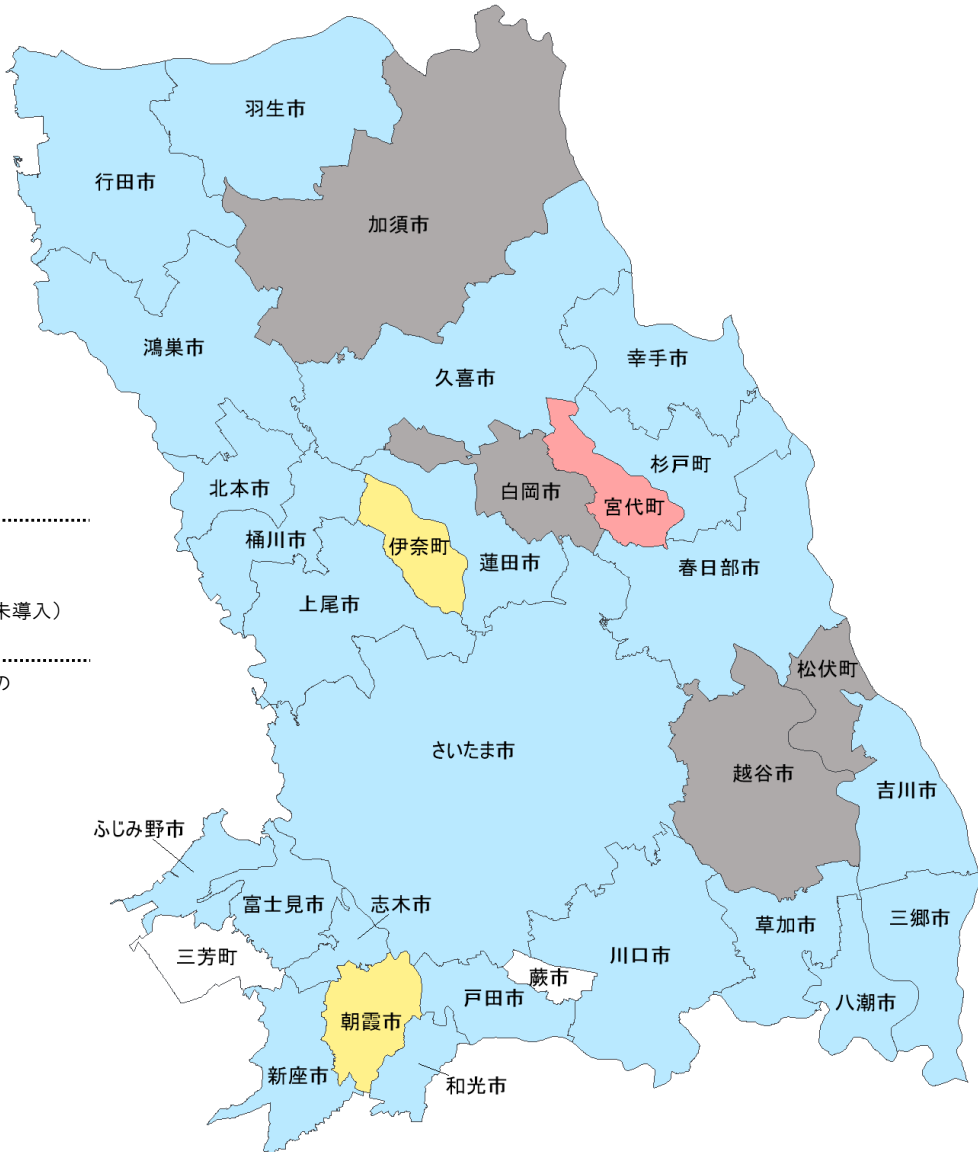 羽生市
行田市
加須市
鴻巣市
幸手市
久喜市
杉戸町
北本市
白岡市
宮代町
桶川市
伊奈町
蓮田市
春日部市
上尾市
未導入）
松伏町
の
さいたま市
越谷市
吉川市
ふじみ野市
富士見市
志木市
三郷市
草加市
三芳町
川口市
蕨市
戸田市
八潮市
朝霞市
新座市
和光市